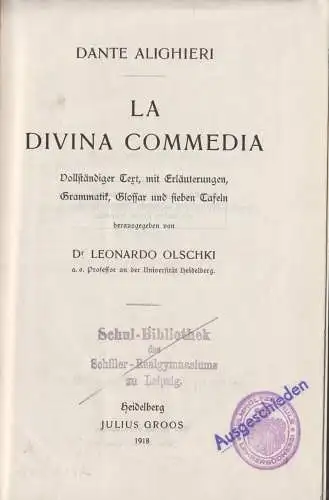 DANTE ALIGHIERI
LA
DIVINA COMMEDIA
Vollständiger Text, mit Erläuterungen,
Grammatik, Glossar und sieben Tafeln
herausgegeben von
Dr LEONARDO OLSCHKI
a. o. Professor an der Universität Heidelberg.
Schul-Bibliothek
des
Schiller-Realgymnasiums
zu Leipzig.
Heidelberg
JULIUS GROOS
1918
Ausgeschieden